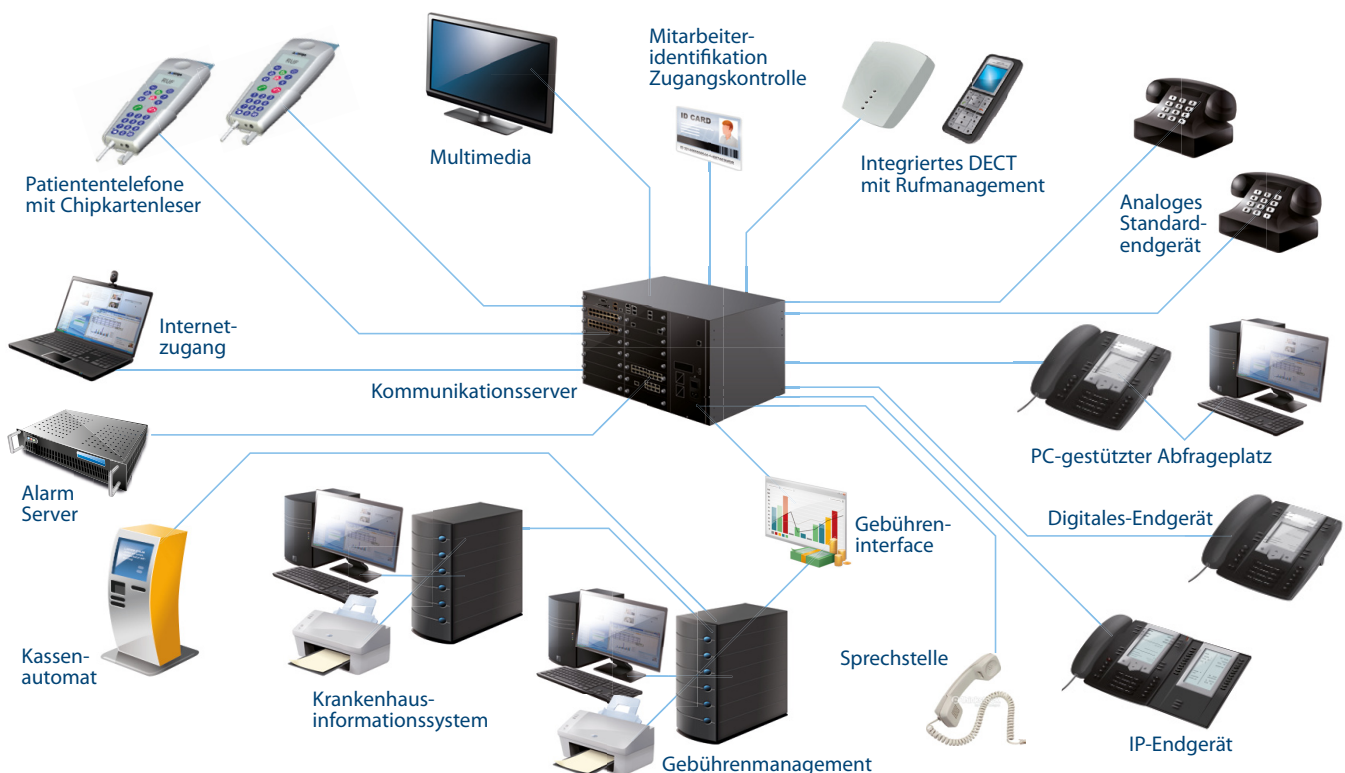 Mitarbeiter-
identifikation
Zugangskontrolle
ID CARD
Multimedia
Integriertes DECT
mit Rufmanagement
Patiententelefone
mit Chipkartenleser
Analoges
Standard-
endgerät
Internet-
zugang
Kommunikationsserver
PC-gestützter Abfrageplatz
Alarm
Server
Gebühren-
interface
Digitales-Endgerät
Kassen-
automat
Krankenhaus-
informationssystem
Sprechstelle
IP-Endgerät
Gebührenmanagement